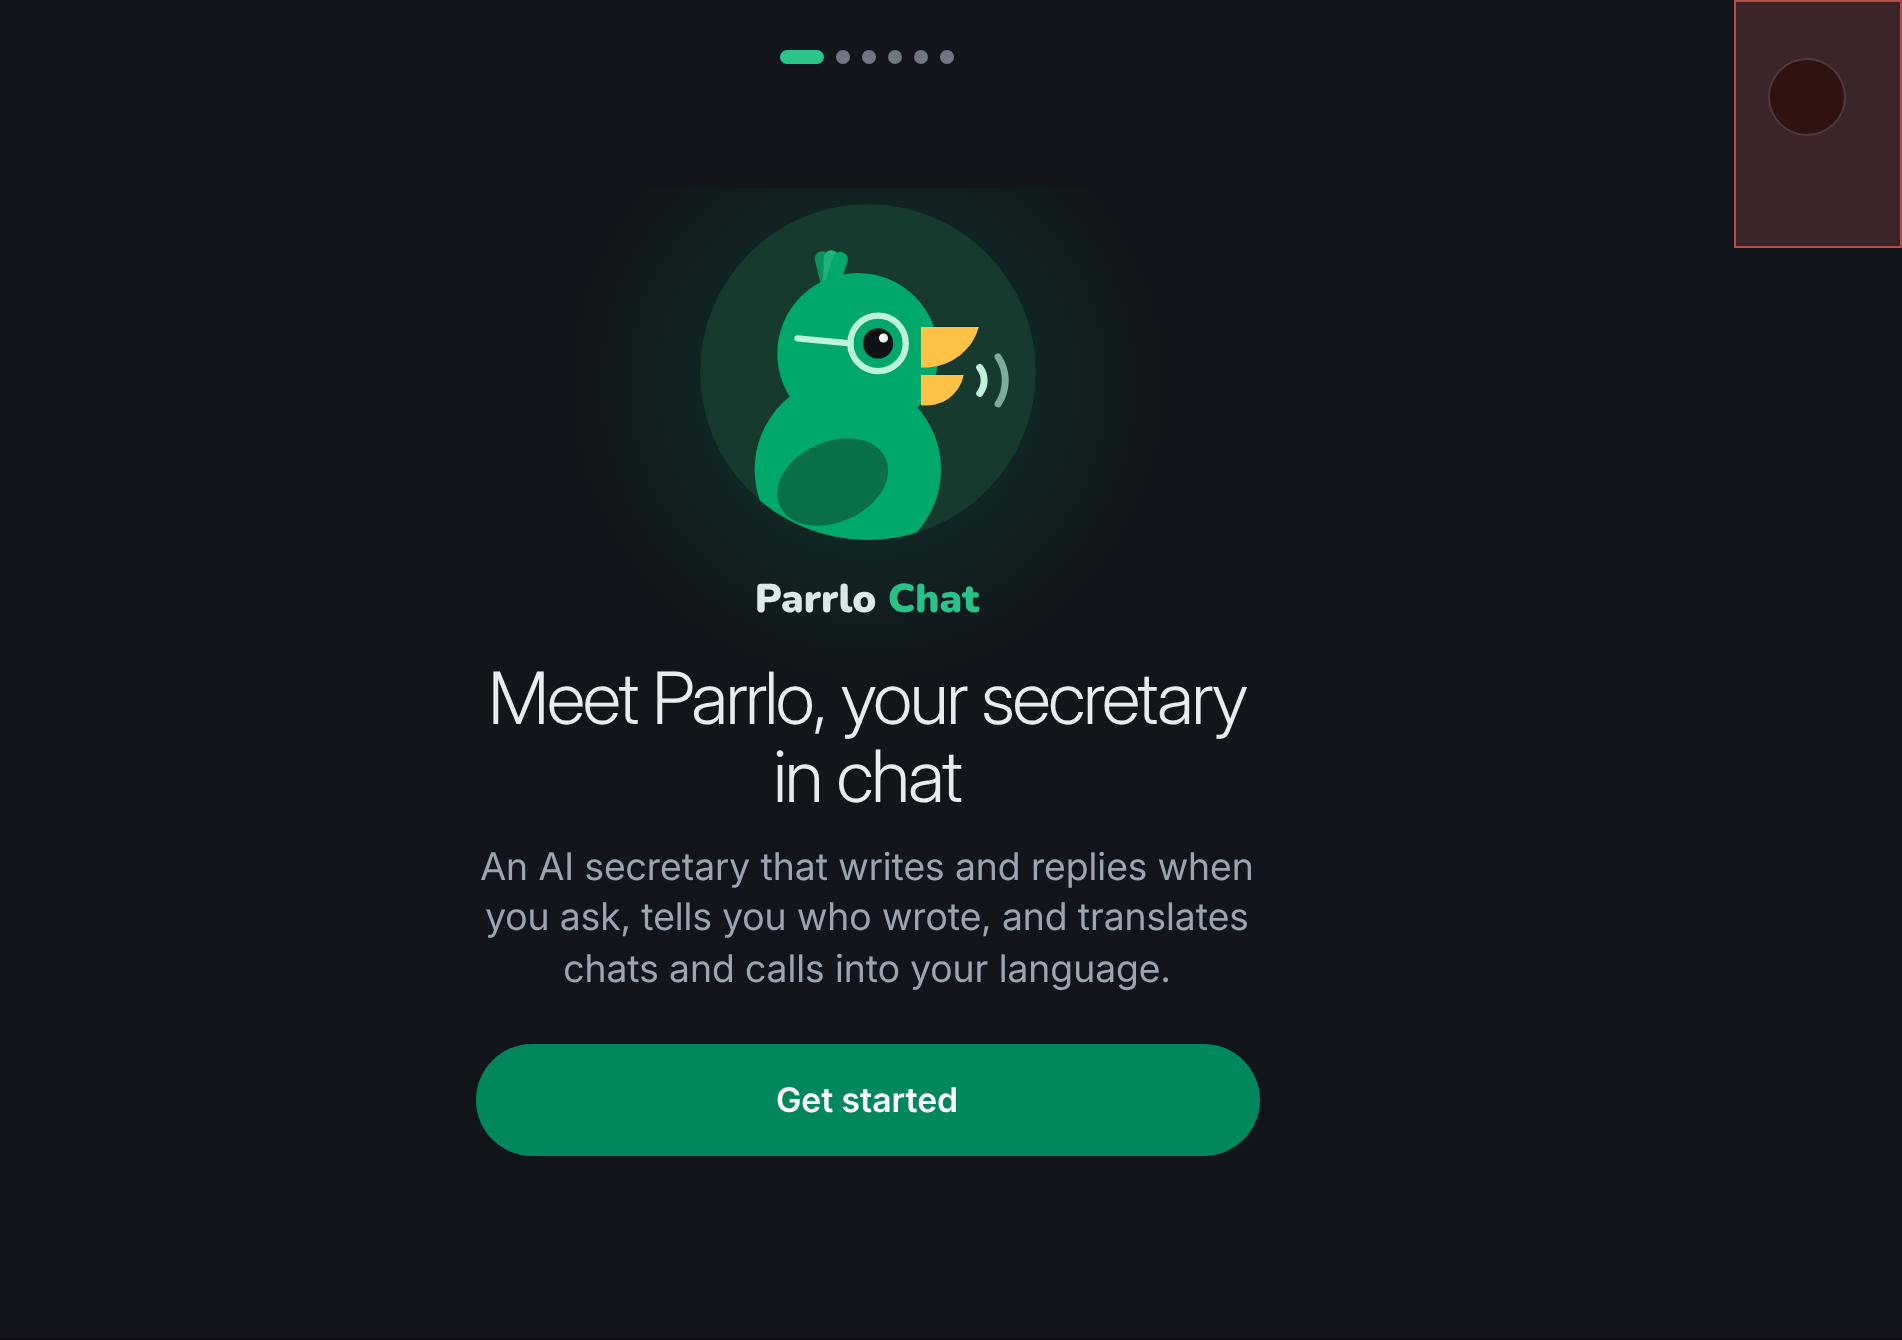 Parrlo Chat
Meet Parrlo, your secretary
in chat
An AI secretary that writes and replies when
you ask, tells you who wrote, and translates
chats and calls into your language.
Get started